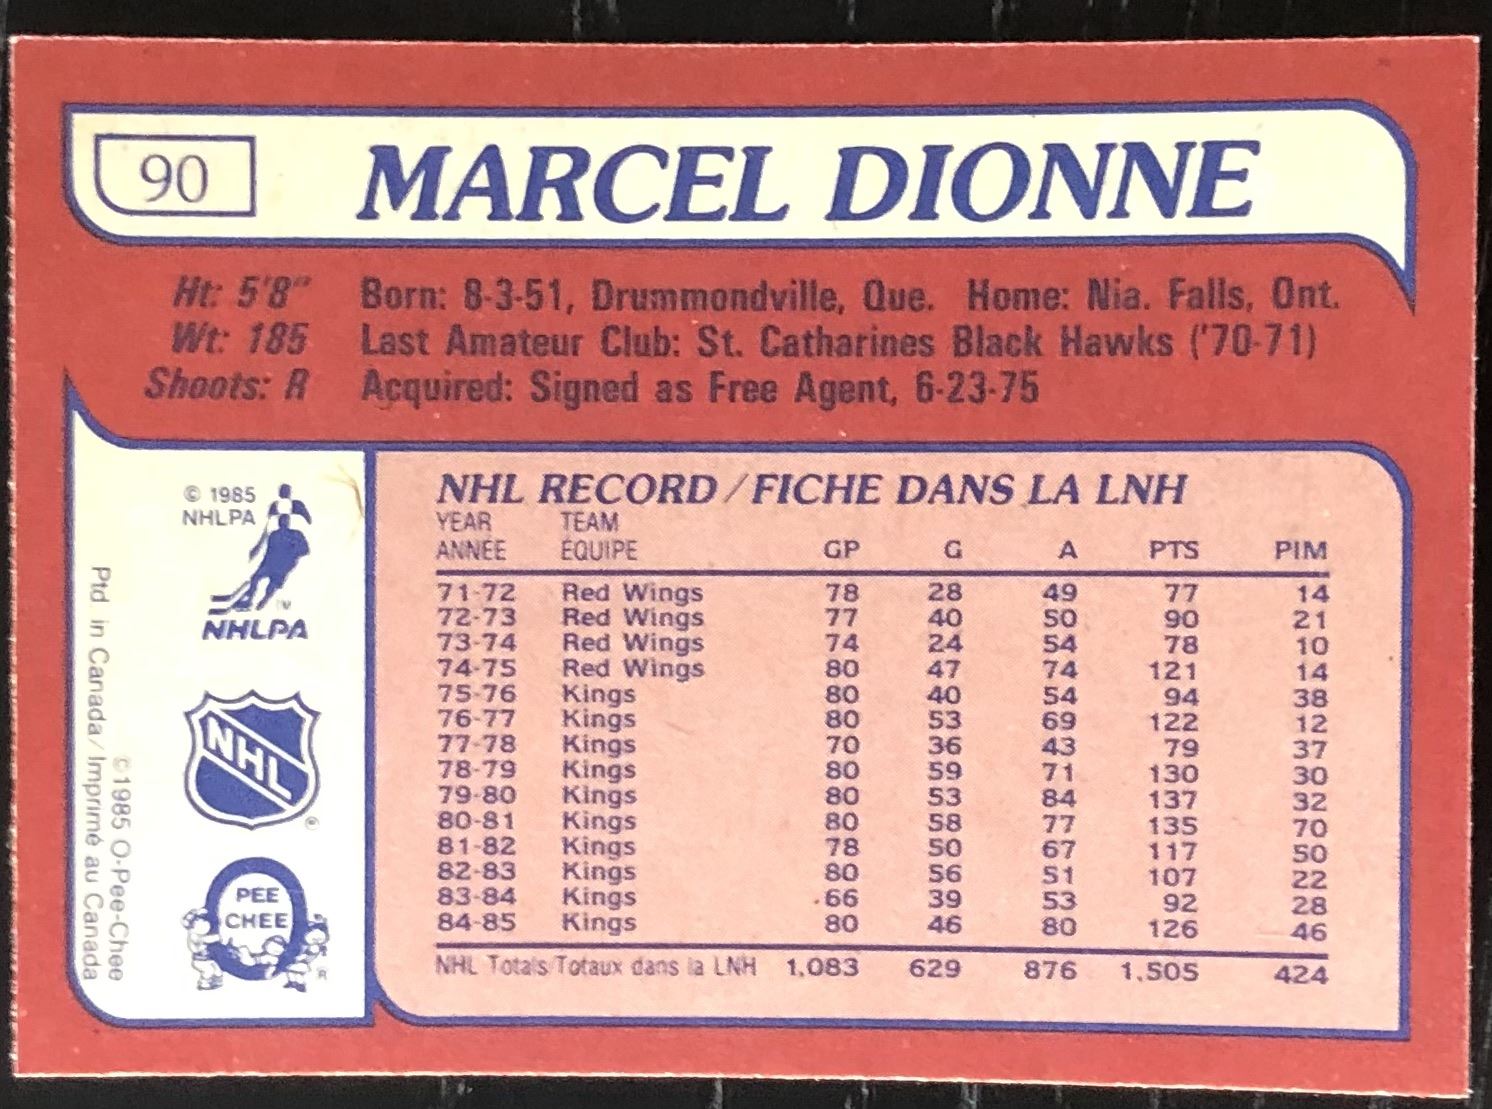 90 MARCEL DIONNE
Ht: 5'8" Born: 8-3-51, Drummondville, Que. Home: Nia. Falls, Ont.
Wt: 185 Last Amateur Club: St. Catharines Black Hawks ('70-71)
Shoots: R Acquired: Signed as Free Agent, 6-23-75
© 1985
NHLPA
TM
NHLPA
NHL
®
PEE
CHEE
®
©1985 O-Pee-Chee
Ptd. in Canada/Imprimé au Canada
NHL RECORD/FICHE DANS LA LNH
YEAR TEAM
ANNÉE ÉQUIPE GP G A PTS PIM
71-72 Red Wings 78 28 49 77 14
72-73 Red Wings 77 40 50 90 21
73-74 Red Wings 74 24 54 78 10
74-75 Red Wings 80 47 74 121 14
75-76 Kings 80 40 54 94 38
76-77 Kings 80 53 69 122 12
77-78 Kings 70 36 43 79 37
78-79 Kings 80 59 71 130 30
79-80 Kings 80 53 84 137 32
80-81 Kings 80 58 77 135 70
81-82 Kings 78 50 67 117 50
82-83 Kings 80 56 51 107 22
83-84 Kings 66 39 53 92 28
84-85 Kings 80 46 80 126 46
NHL Totals/Totaux dans la LNH 1,083 629 876 1,505 424